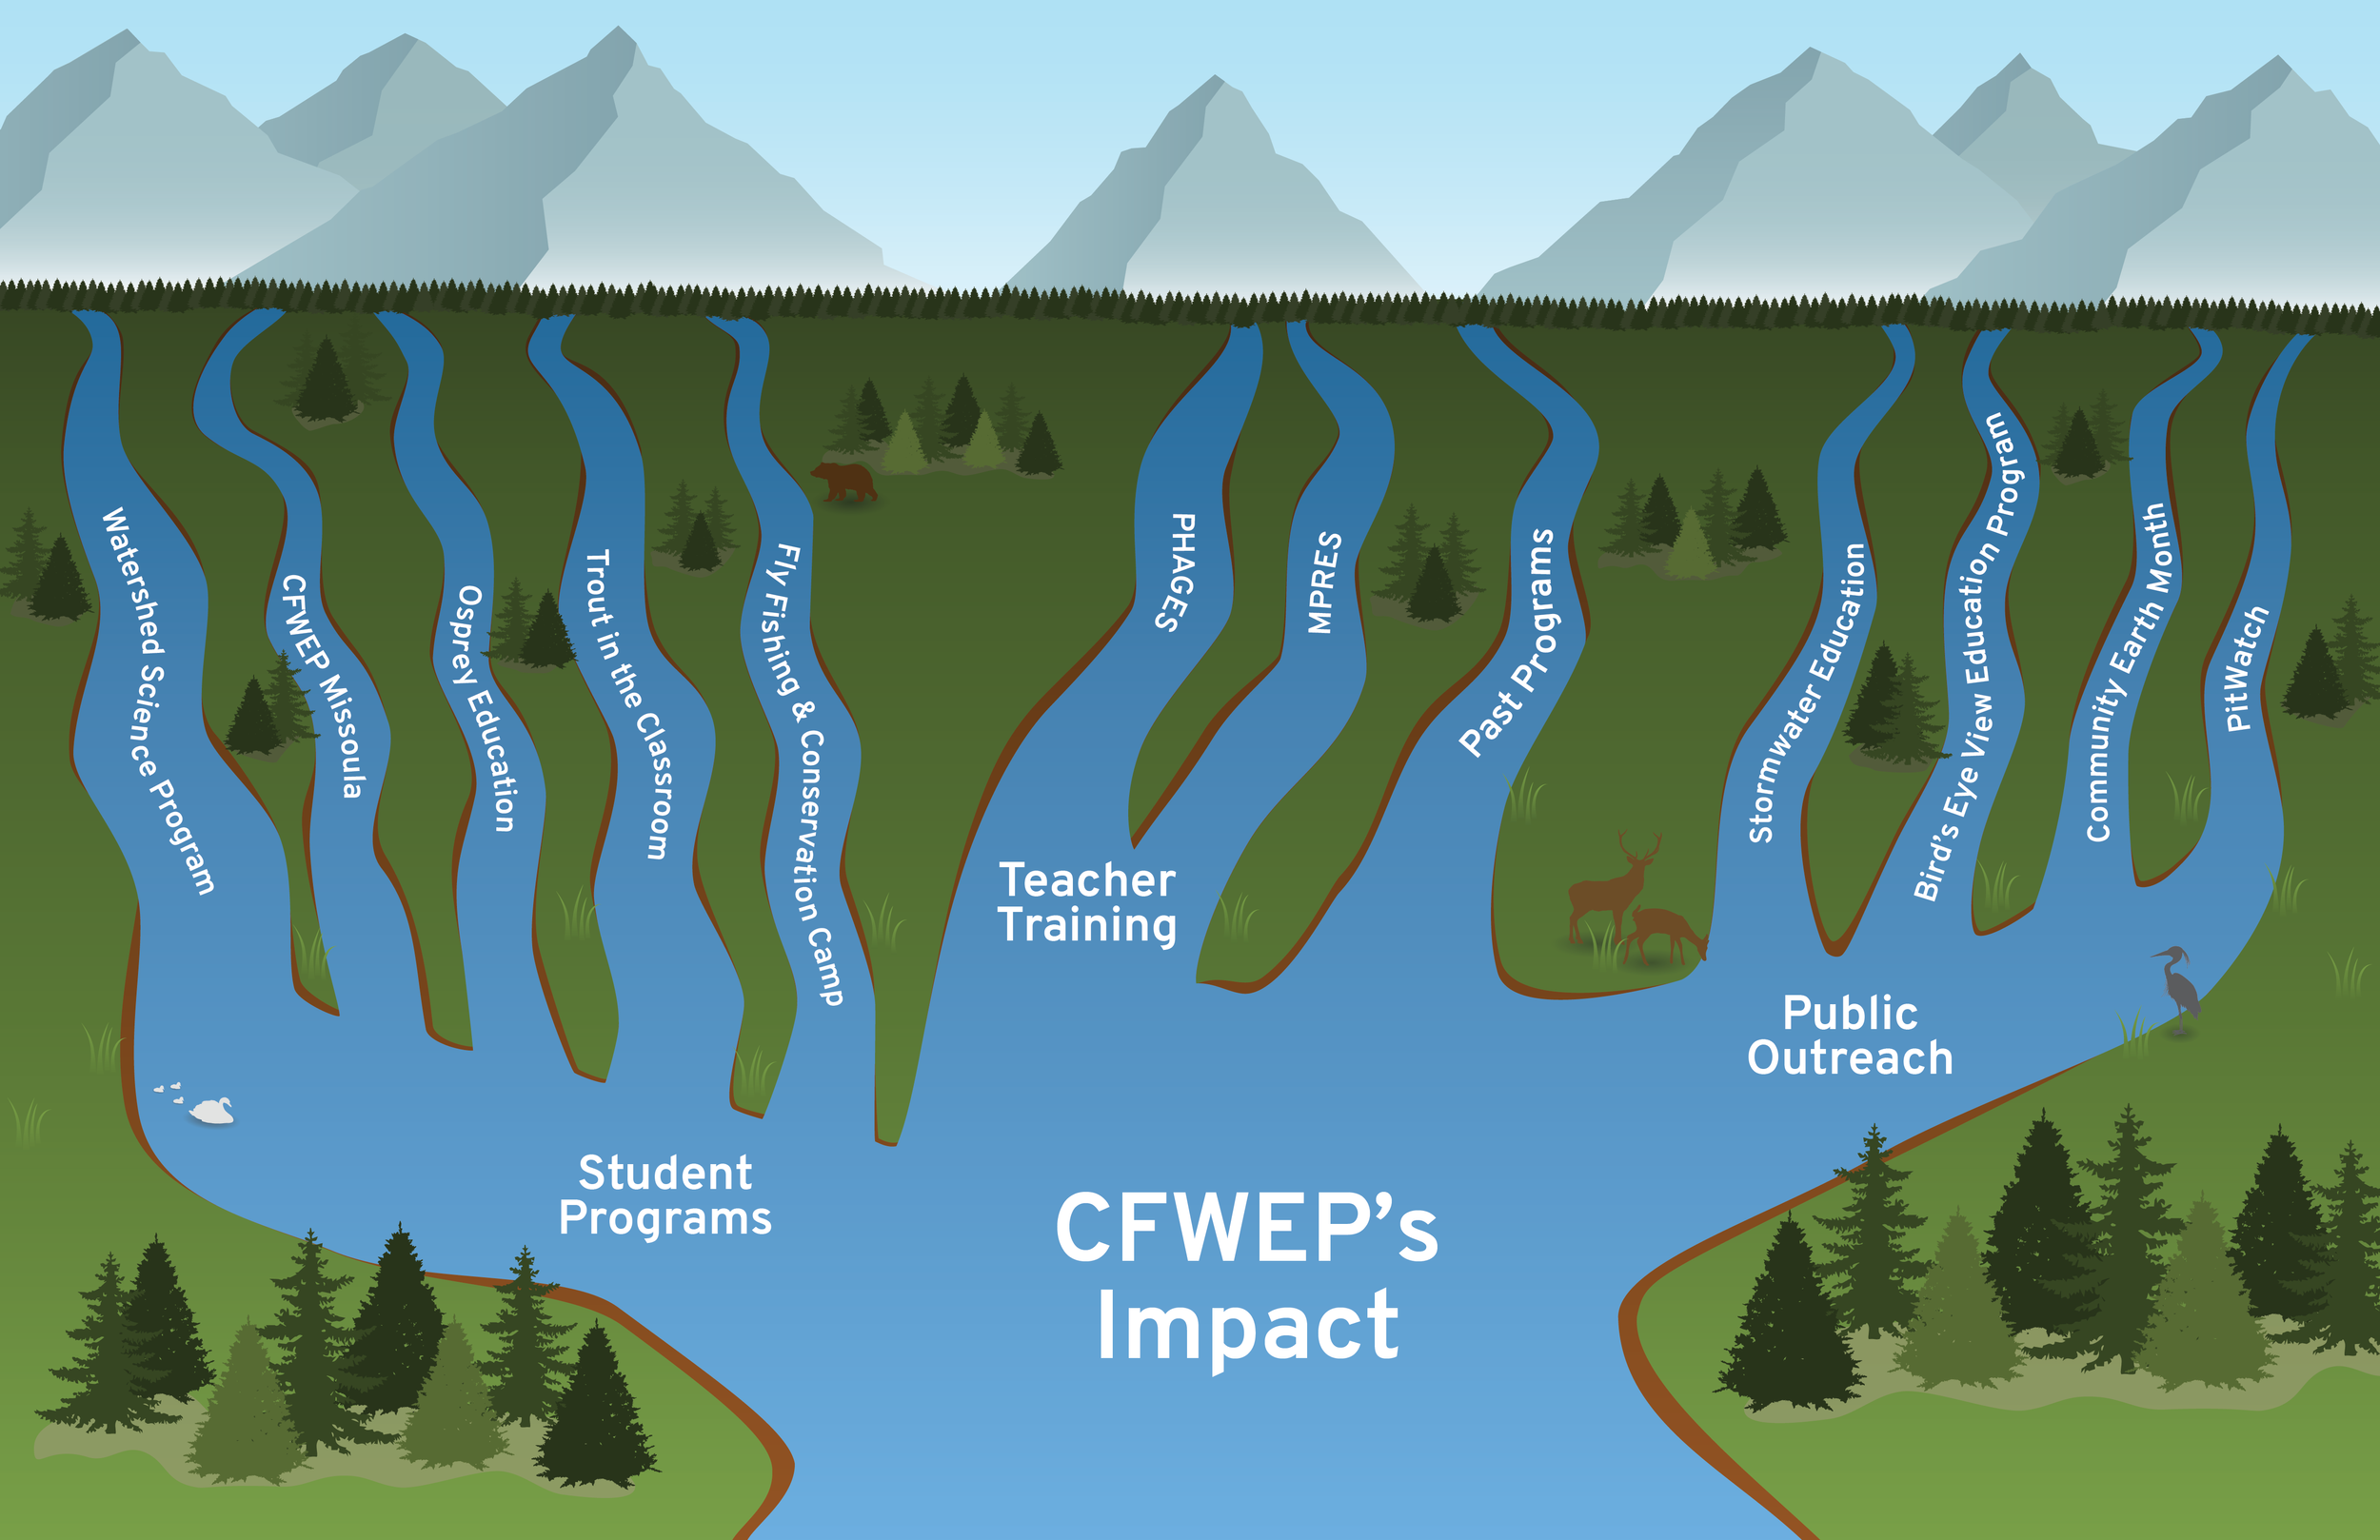 Watershed Science Program
CFWEP Missoula
Osprey Education
Trout in the Classroom
Fly Fishing & Conservation Camp
Student
Programs
PHAGES
MPRES
Past Programs
Teacher
Training
Stormwater Education
Bird’s Eye View Education Program
Community Earth Month
PitWatch
Public
Outreach
CFWEP’s
Impact